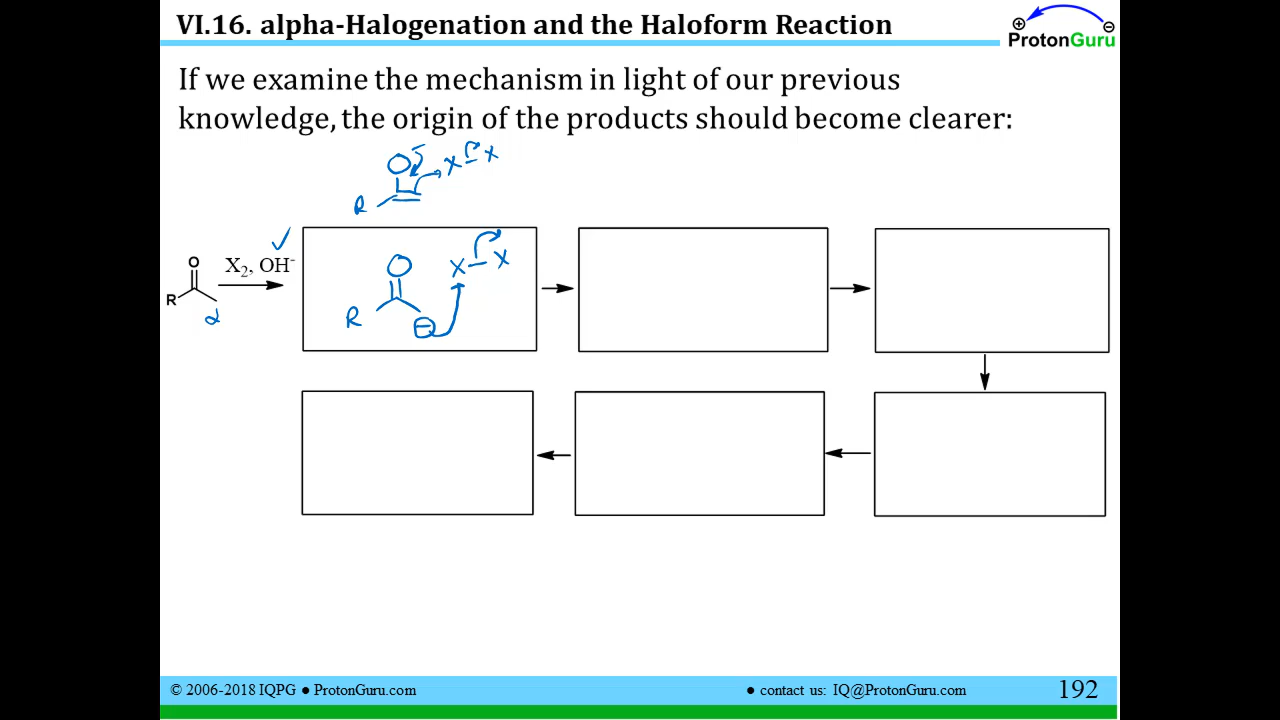 VI.16. alpha-Halogenation and the Haloform Reaction
⊕ ⊖
ProtonGuru
If we examine the mechanism in light of our previous
knowledge, the origin of the products should become clearer:
O⁻ X–X
R
✓
O X₂, OH⁻
R
α
O X–X
R ⊖
© 2006-2018 IQPG ● ProtonGuru.com ● contact us: IQ@ProtonGuru.com 192